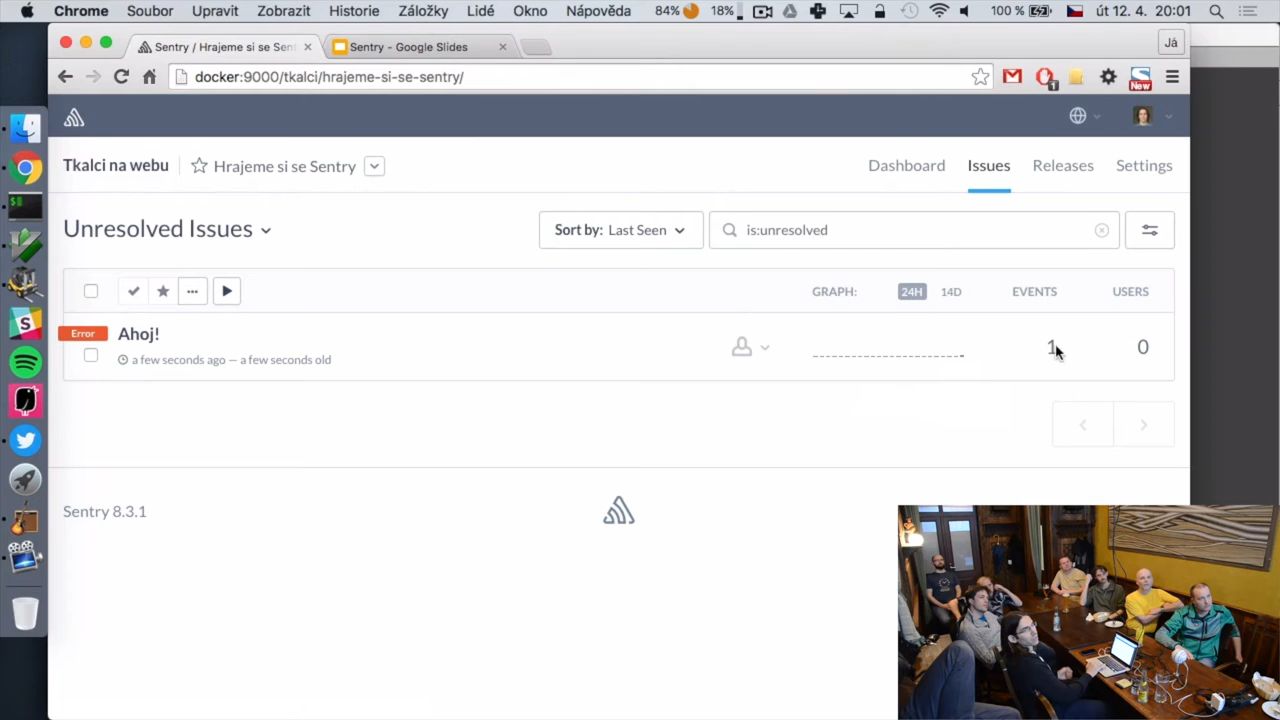 Chrome Soubor Upravit Zobrazit Historie Záložky Lidé Okno Nápověda 84% 18% 100 % út 12. 4. 20:01
Sentry / Hrajeme si se Sent
Sentry - Google Slides
Já
docker:9000/tkalci/hrajeme-si-se-sentry/
1
New
Tkalci na webu
Hrajeme si se Sentry
Dashboard
Issues
Releases
Settings
Unresolved Issues
Sort by: Last Seen
is:unresolved
GRAPH: 24H 14D EVENTS USERS
Error
Ahoj!
a few seconds ago — a few seconds old
1
0
Sentry 8.3.1